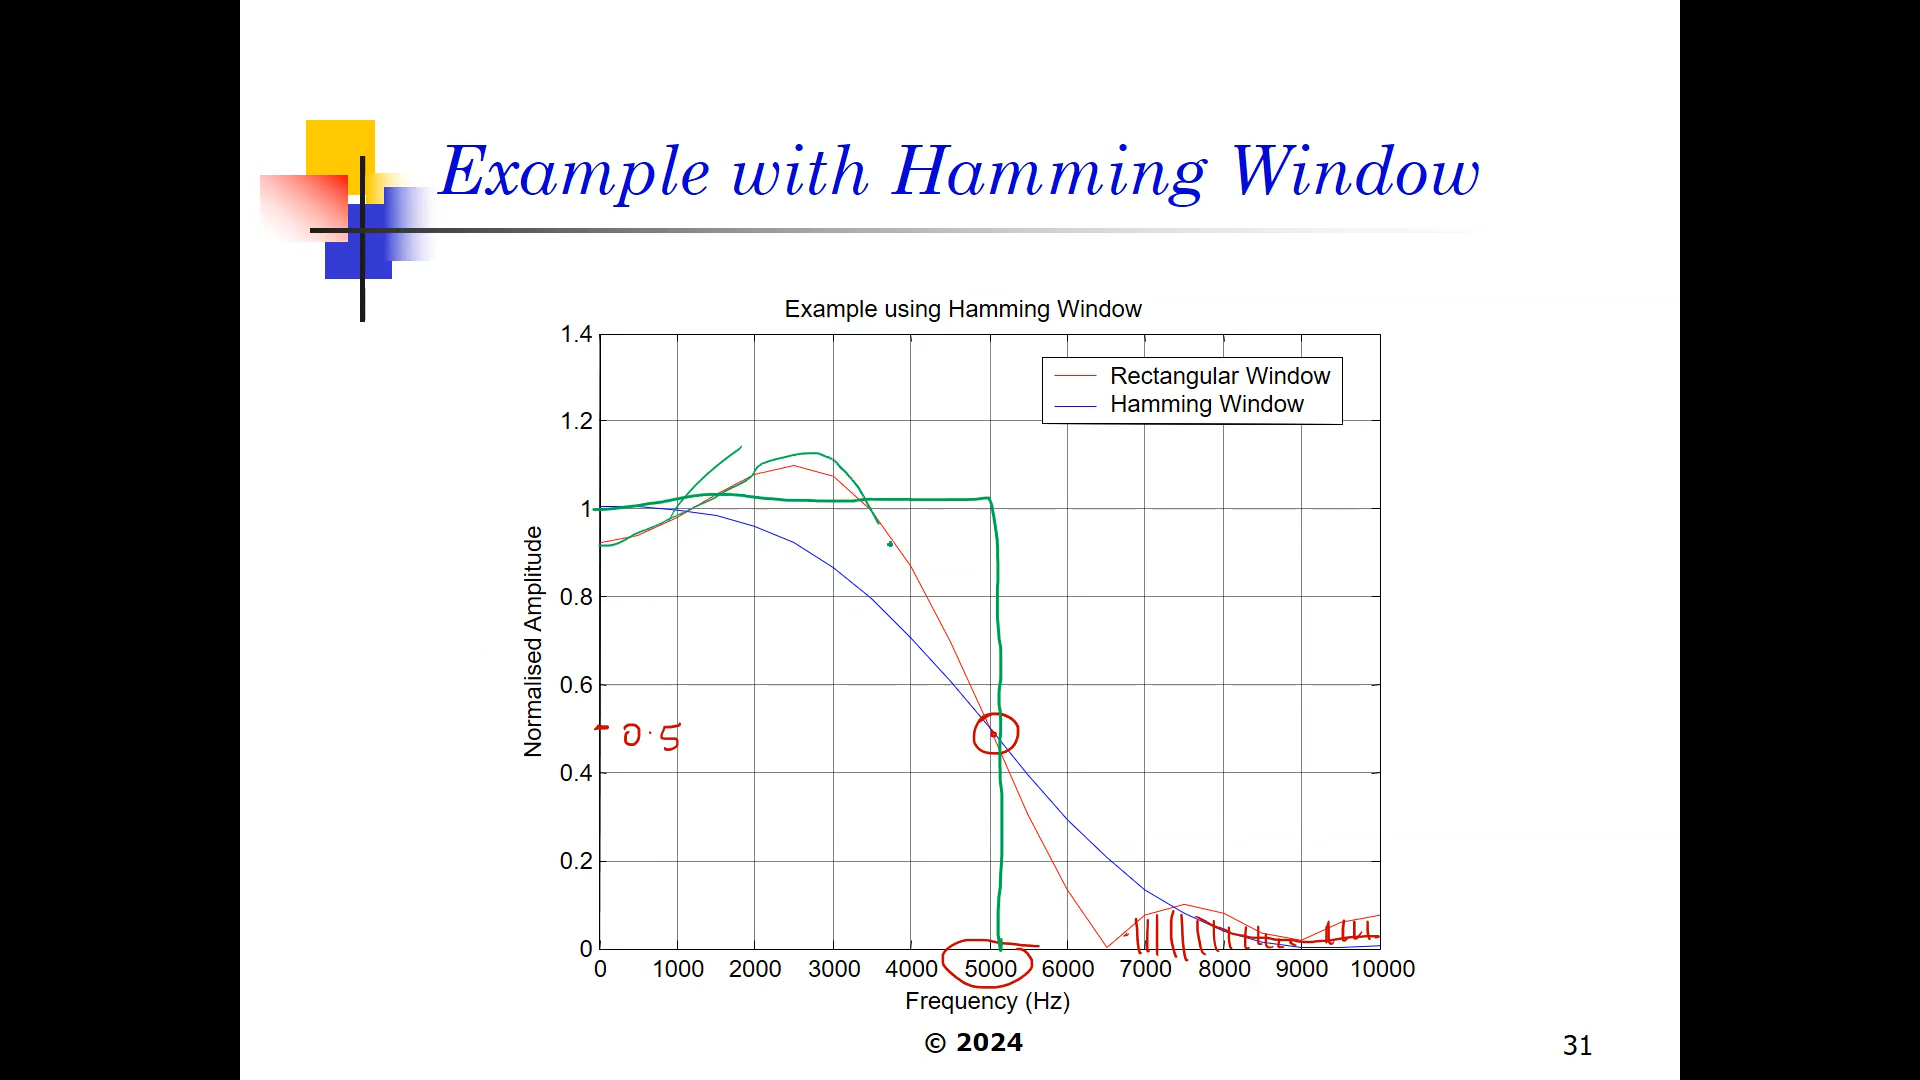 Example with Hamming Window
Example using Hamming Window
Rectangular Window
Hamming Window
Normalised Amplitude
1.4
1.2
1
0.8
0.6
0.5
0.4
0.2
0
0 1000 2000 3000 4000 5000 6000 7000 8000 9000 10000
Frequency (Hz)
© 2024
31